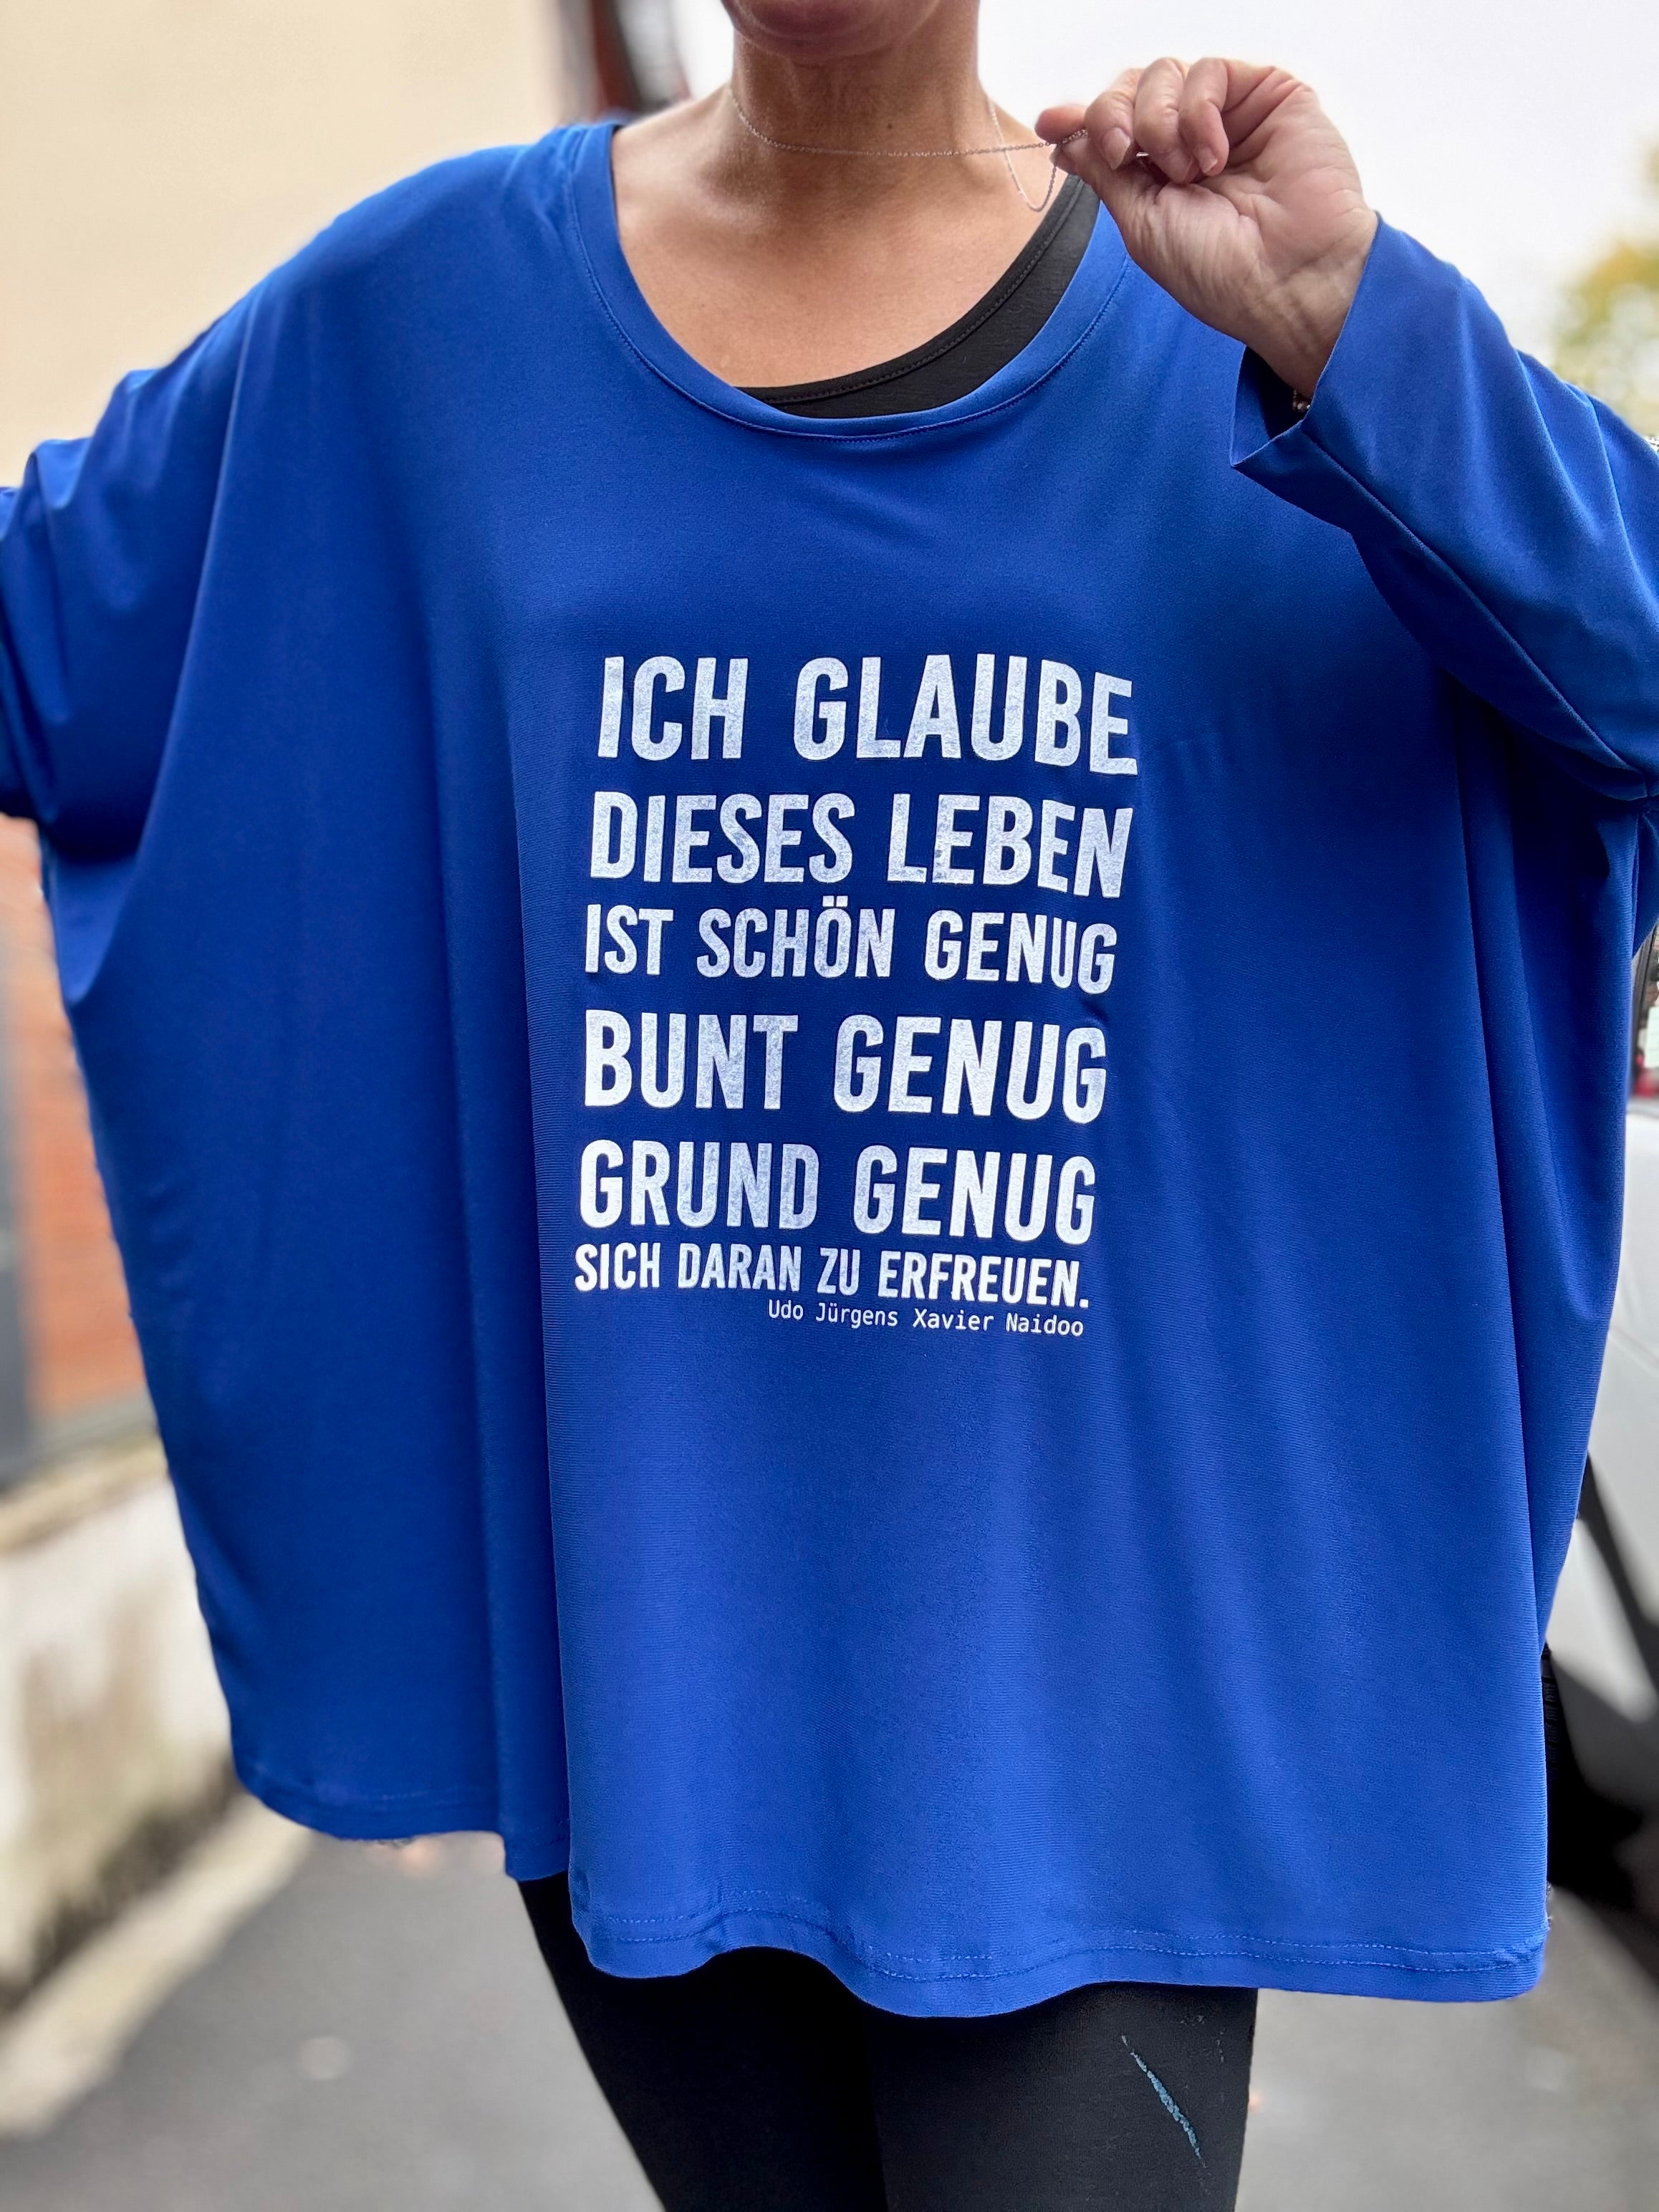 ICH GLAUBE
DIESES LEBEN
IST SCHÖN GENUG
BUNT GENUG
GRUND GENUG
SICH DARAN ZU ERFREUEN.
Udo Jürgens Xavier Naidoo